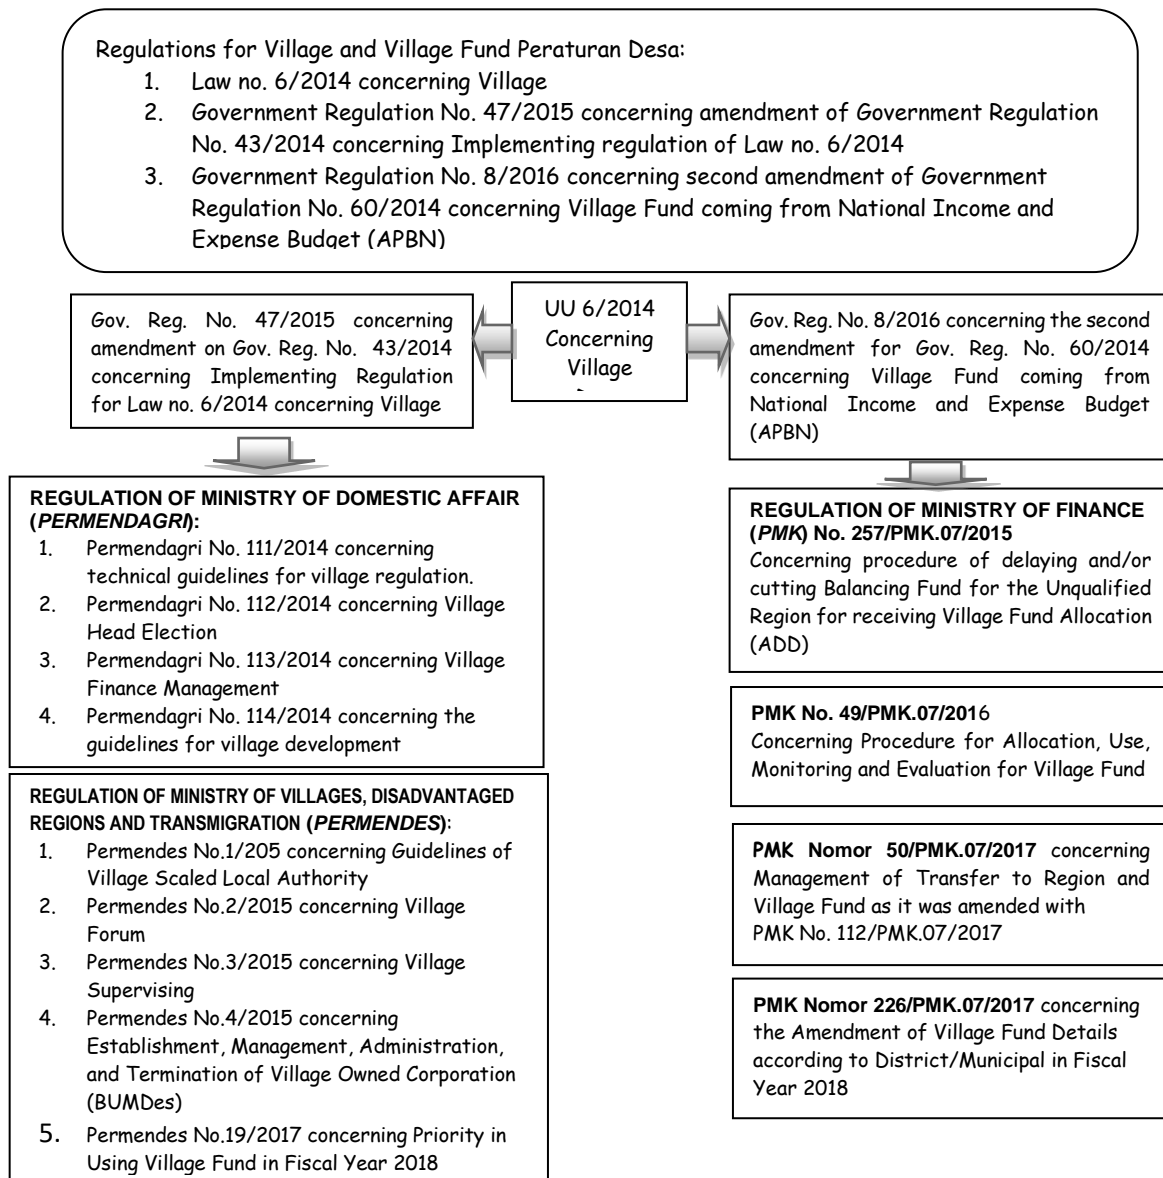 Regulations for Village and Village Fund Peraturan Desa:
1. Law no. 6/2014 concerning Village
2. Government Regulation No. 47/2015 concerning amendment of Government Regulation
No. 43/2014 concerning Implementing regulation of Law no. 6/2014
3. Government Regulation No. 8/2016 concerning second amendment of Government
Regulation No. 60/2014 concerning Village Fund coming from National Income and
Expense Budget (APBN)
Gov. Reg. No. 47/2015 concerning
amendment on Gov. Reg. No. 43/2014
concerning Implementing Regulation
for Law no. 6/2014 concerning Village
UU 6/2014
Concerning
Village
Gov. Reg. No. 8/2016 concerning the second
amendment for Gov. Reg. No. 60/2014
concerning Village Fund coming from
National Income and Expense Budget
(APBN)
REGULATION OF MINISTRY OF DOMESTIC AFFAIR
(PERMENDAGRI):
1. Permendagri No. 111/2014 concerning
technical guidelines for village regulation.
2. Permendagri No. 112/2014 concerning Village
Head Election
3. Permendagri No. 113/2014 concerning Village
Finance Management
4. Permendagri No. 114/2014 concerning the
guidelines for village development
REGULATION OF MINISTRY OF VILLAGES, DISADVANTAGED
REGIONS AND TRANSMIGRATION (PERMENDES):
1. Permendes No.1/205 concerning Guidelines of
Village Scaled Local Authority
2. Permendes No.2/2015 concerning Village
Forum
3. Permendes No.3/2015 concerning Village
Supervising
4. Permendes No.4/2015 concerning
Establishment, Management, Administration,
and Termination of Village Owned Corporation
(BUMDes)
5. Permendes No.19/2017 concerning Priority in
Using Village Fund in Fiscal Year 2018
REGULATION OF MINISTRY OF FINANCE
(PMK) No. 257/PMK.07/2015
Concerning procedure of delaying and/or
cutting Balancing Fund for the Unqualified
Region for receiving Village Fund Allocation
(ADD)
PMK No. 49/PMK.07/2016
Concerning Procedure for Allocation, Use,
Monitoring and Evaluation for Village Fund
PMK Nomor 50/PMK.07/2017 concerning
Management of Transfer to Region and
Village Fund as it was amended with
PMK No. 112/PMK.07/2017
PMK Nomor 226/PMK.07/2017 concerning
the Amendment of Village Fund Details
according to District/Municipal in Fiscal
Year 2018